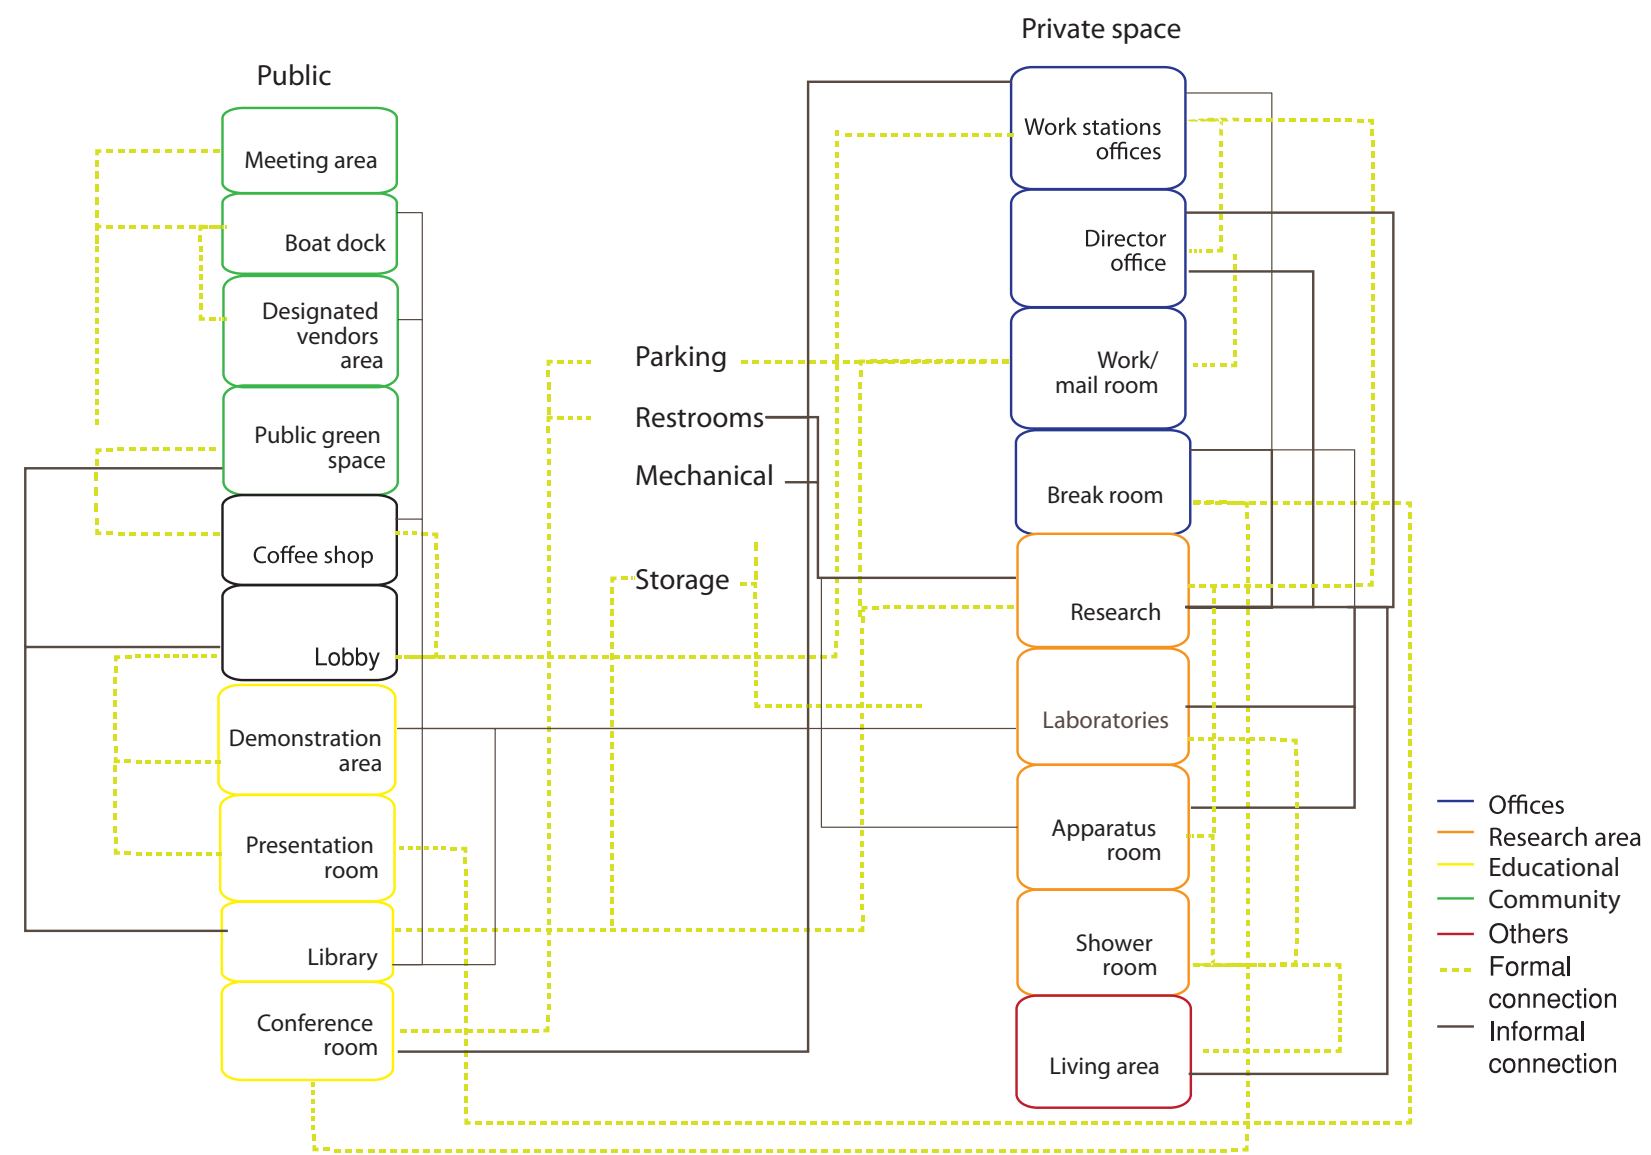 Public
Meeting area
Boat dock
Designated
vendors
area
Public green
space
Coffee shop
Lobby
Demonstration
area
Presentation
room
Library
Conference
room
Parking
Restrooms
Mechanical
Storage
Private space
Work stations
offices
Director
office
Work/
mail room
Break room
Research
Laboratories
Apparatus
room
Shower
room
Living area
Offices
Research area
Educational
Community
Others
Formal
connection
Informal
connection